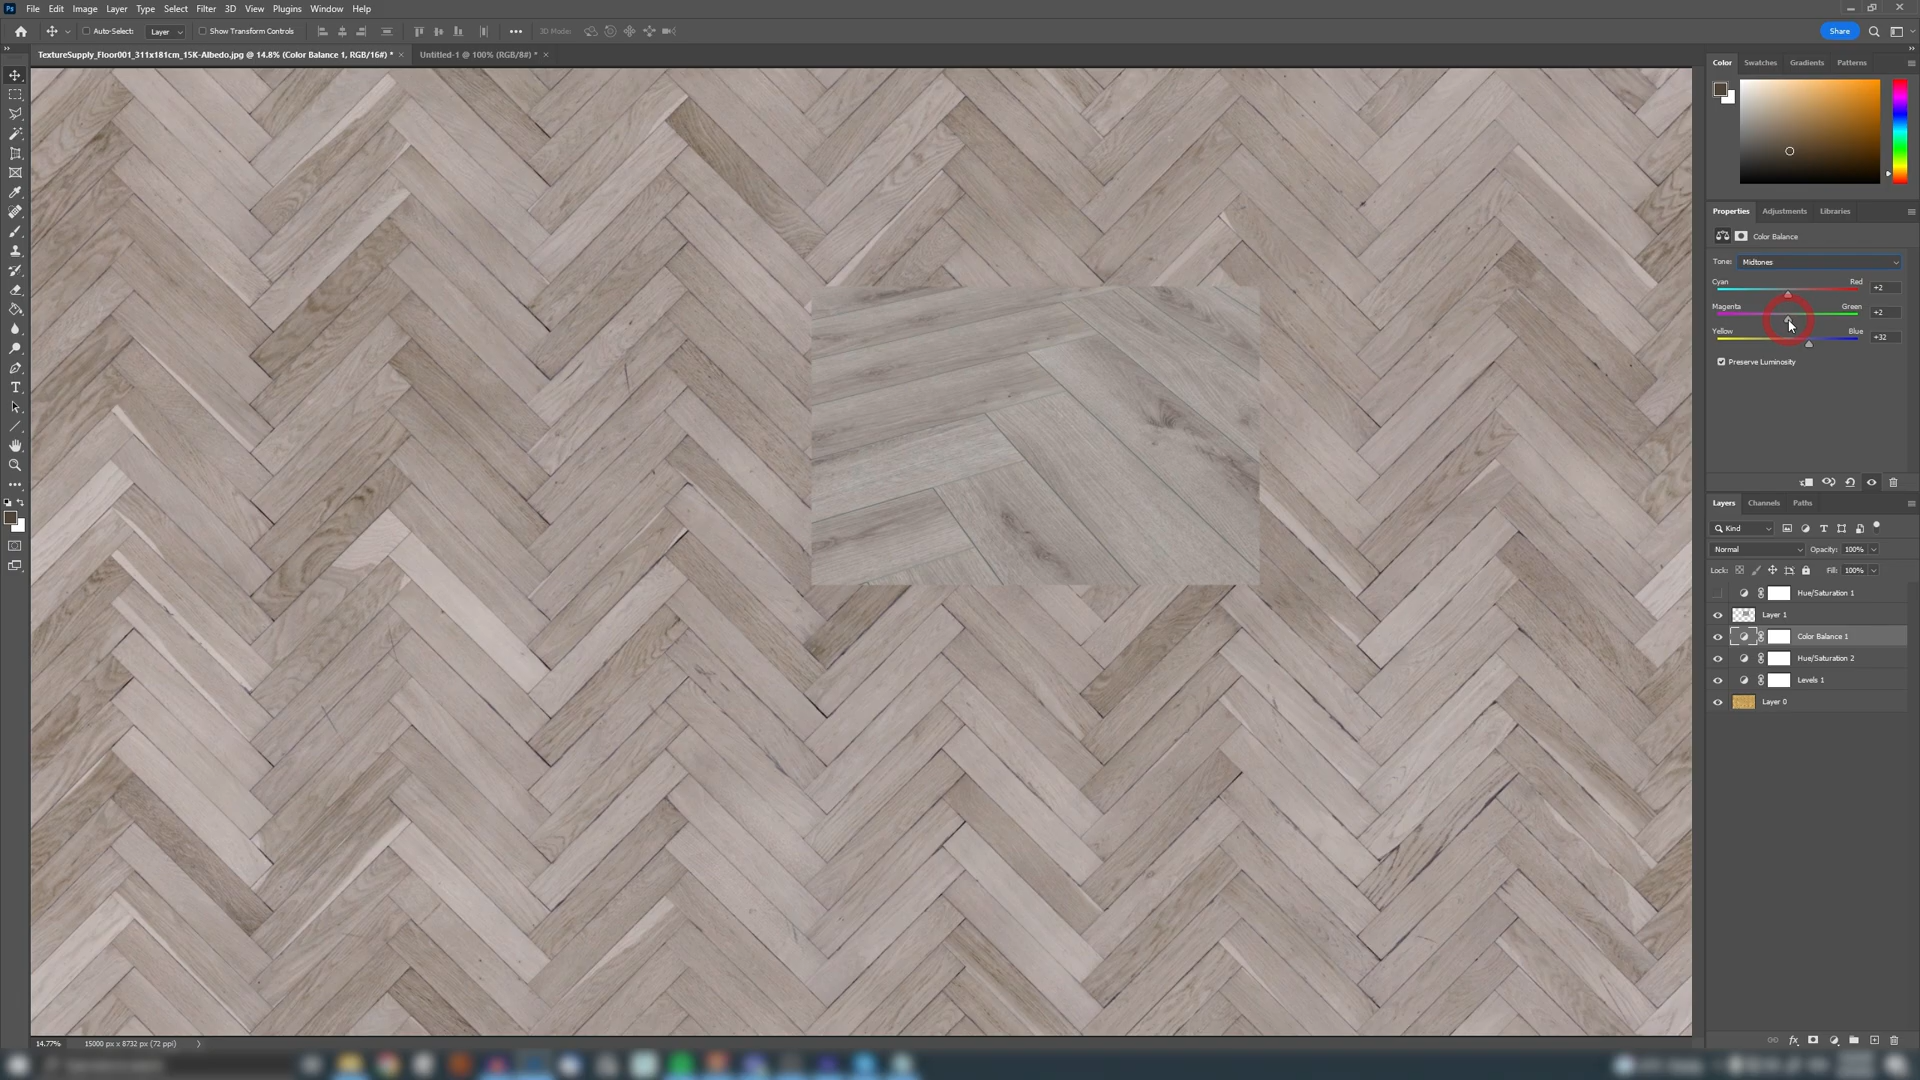 Ps File Edit Image Layer Type Select Filter 3D View Plugins Window Help
Auto-Select: Layer Show Transform Controls 3D Mode: Share
TextureSupply_Floor001_311x181cm_15K-Albedo.jpg @ 14.8% (Color Balance 1, RGB/16#) * × Untitled-1 @ 100% (RGB/8#) * ×
Color Swatches Gradients Patterns
Properties Adjustments Libraries
Color Balance
Tone: Midtones
Cyan Red +2
Magenta Green +2
Yellow Blue +32
Preserve Luminosity
Layers Channels Paths
Kind
Normal Opacity: 100%
Lock: Fill: 100%
Hue/Saturation 1
Layer 1
Color Balance 1
Hue/Saturation 2
Levels 1
Layer 0
14.77% 15000 px x 8732 px (72 ppi)